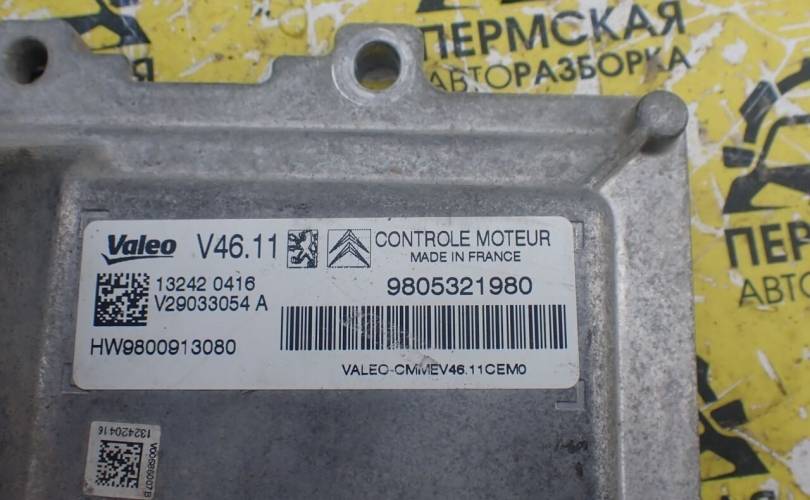 ПЕРМСКАЯ
АВТОРАЗБОРКА
Valeo V46.11
CONTROLE MOTEUR
MADE IN FRANCE
13242 0416
V29033054 A
9805321980
HW9800913080
VALEO-CMMEV46.11CEM0
132420416
ПЕР
АВТО